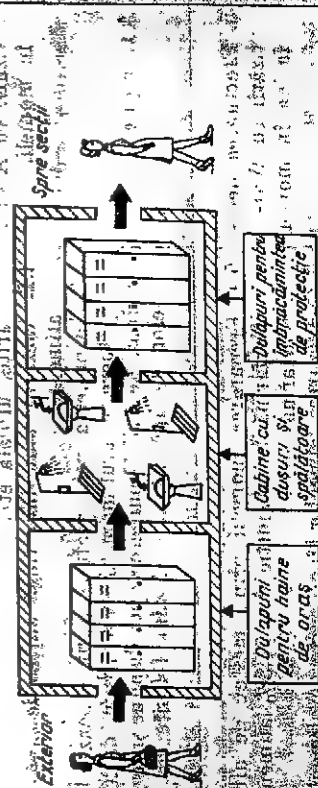 Exterior
Spre secții
Dulapuri
pentru haine
de oraș
Cabine cu
dușuri și
spălătoare
Dulapuri pentru
îmbrăcămintea
de protecție